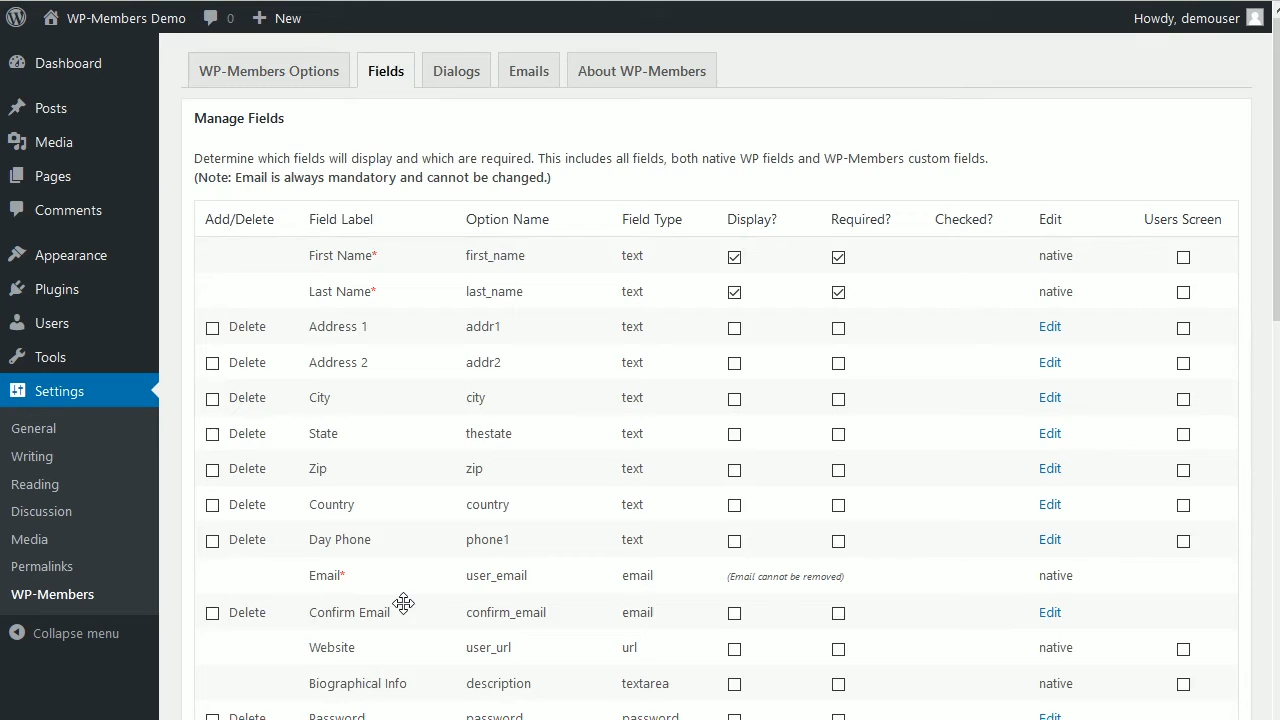 WP-Members Demo 0 New Howdy, demouser
Dashboard
Posts
Media
Pages
Comments
Appearance
Plugins
Users
Tools
Settings
General
Writing
Reading
Discussion
Media
Permalinks
WP-Members
Collapse menu
WP-Members Options Fields Dialogs Emails About WP-Members
Manage Fields
Determine which fields will display and which are required. This includes all fields, both native WP fields and WP-Members custom fields.
(Note: Email is always mandatory and cannot be changed.)
Add/Delete Field Label Option Name Field Type Display? Required? Checked? Edit Users Screen
First Name* first_name text native
Last Name* last_name text native
Delete Address 1 addr1 text Edit
Delete Address 2 addr2 text Edit
Delete City city text Edit
Delete State thestate text Edit
Delete Zip zip text Edit
Delete Country country text Edit
Delete Day Phone phone1 text Edit
Email* user_email email (Email cannot be removed) native
Delete Confirm Email confirm_email email Edit
Website user_url url native
Biographical Info description textarea native
Delete Password password password Edit